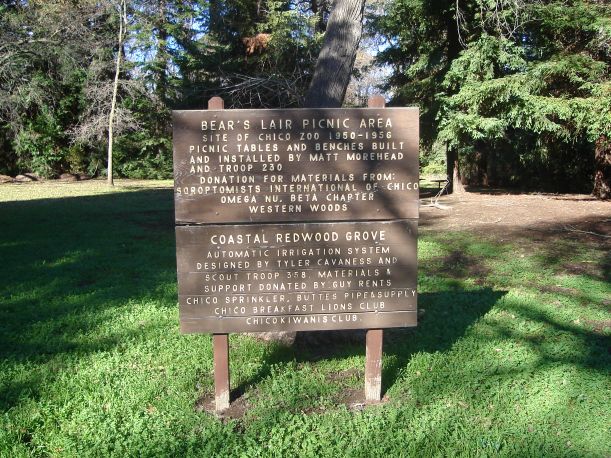 BEAR'S LAIR PICNIC AREA
SITE OF CHICO ZOO 1950-1956
PICNIC TABLES AND BENCHES BUILT
AND INSTALLED BY MATT MOREHEAD
AND TROOP 230
DONATION FOR MATERIALS FROM:
SOROPTOMISTS INTERNATIONAL OF CHICO
OMEGA NU, BETA CHAPTER
WESTERN WOODS
COASTAL REDWOOD GROVE
AUTOMATIC IRRIGATION SYSTEM
DESIGNED BY TYLER CAVANESS AND
SCOUT TROOP 358. MATERIALS &
SUPPORT DONATED BY GUY RENTS
CHICO SPRINKLER, BUTTES PIPE&SUPPLY
CHICO BREAKFAST LIONS CLUB
CHICO KIWANIS CLUB.